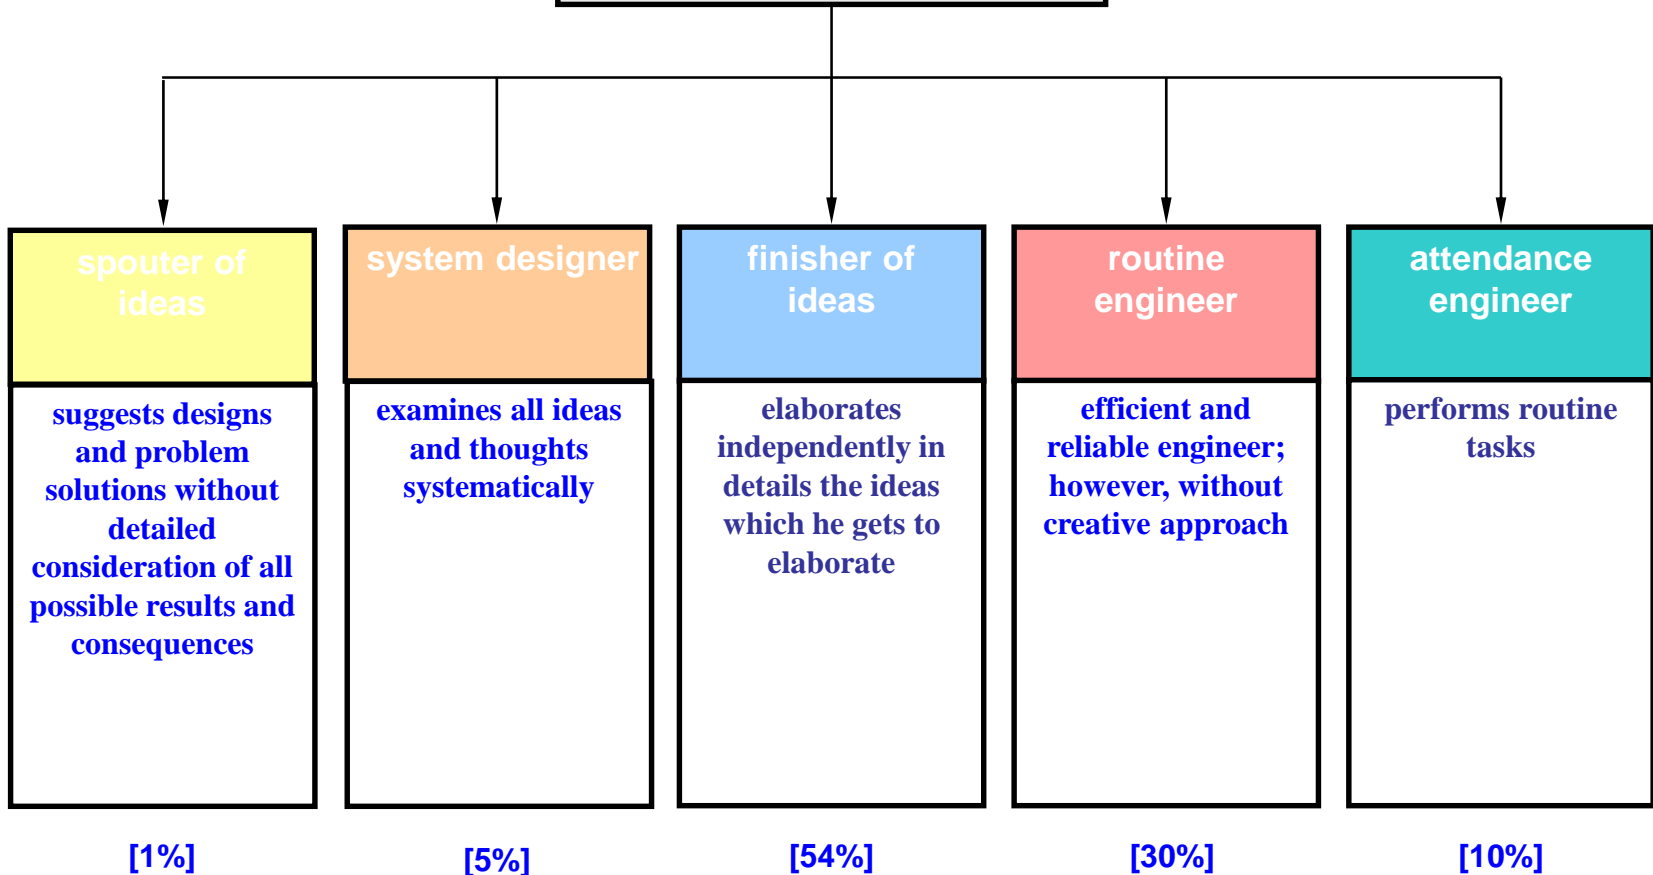 spouter of
ideas
suggests designs
and problem
solutions without
detailed
consideration of all
possible results and
consequences
[1%]
system designer
examines all ideas
and thoughts
systematically
[5%]
finisher of
ideas
elaborates
independently in
details the ideas
which he gets to
elaborate
[54%]
routine
engineer
efficient and
reliable engineer;
however, without
creative approach
[30%]
attendance
engineer
performs routine
tasks
[10%]